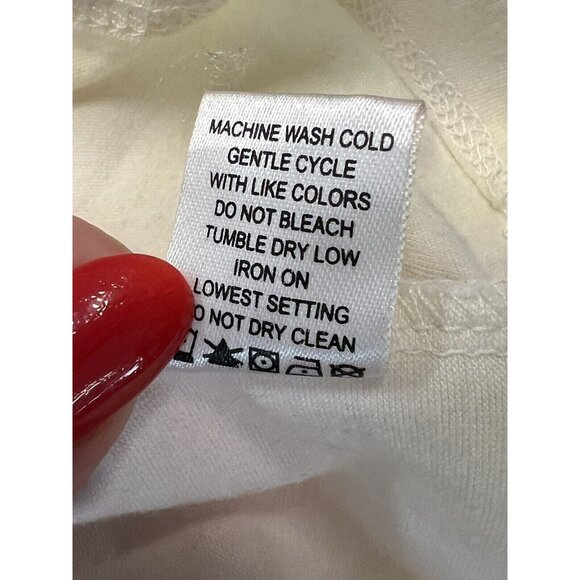 MACHINE WASH COLD
GENTLE CYCLE
WITH LIKE COLORS
DO NOT BLEACH
TUMBLE DRY LOW
IRON ON
LOWEST SETTING
O NOT DRY CLEAN